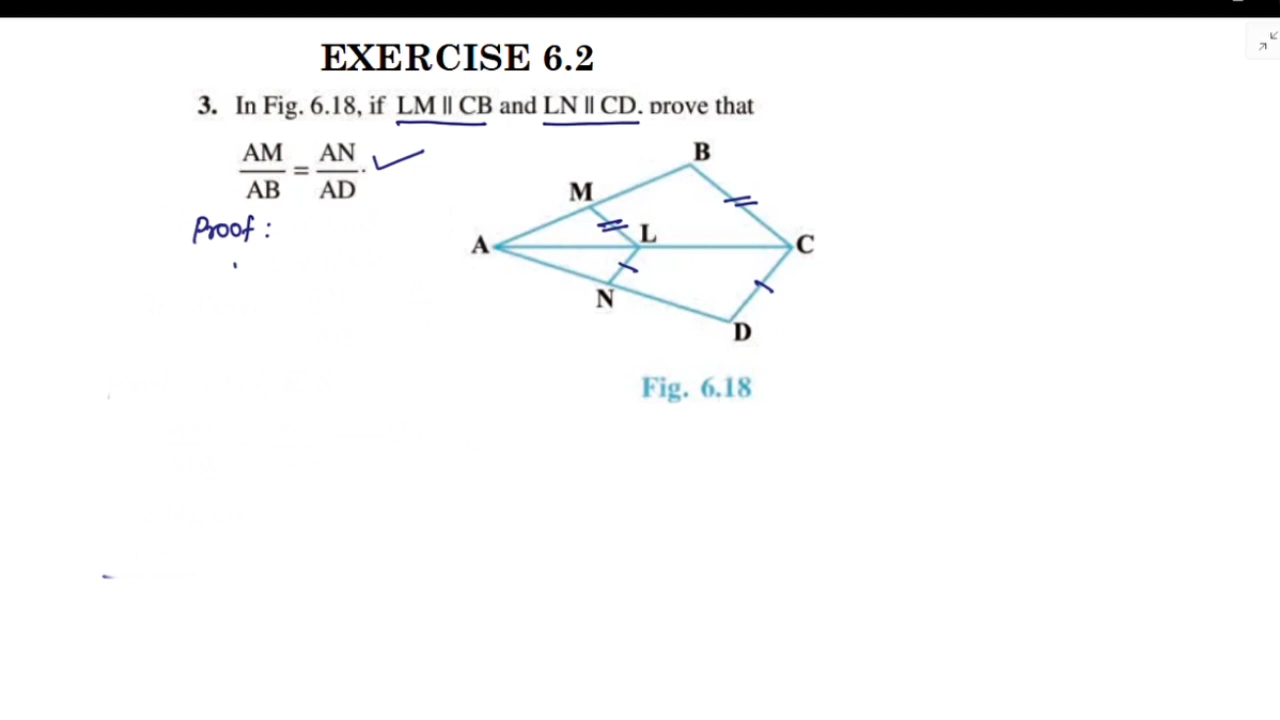 EXERCISE 6.2
3. In Fig. 6.18, if LM || CB and LN || CD. prove that
AM/AB = AN/AD.
Proof :
B
M
L
A
C
N
D
Fig. 6.18